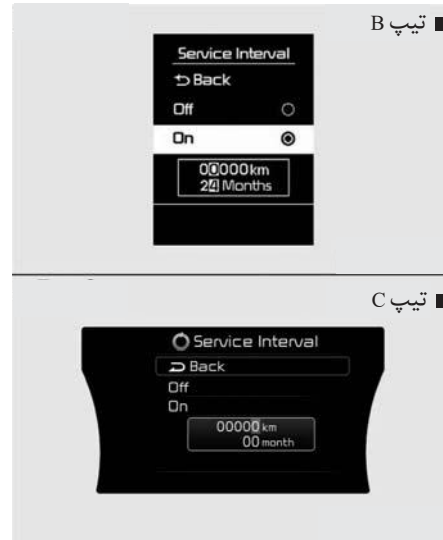 ■ تیپ B
Service Interval
Back
Off
On
00000km
24 Months
■ تیپ C
Service Interval
Back
Off
On
00000 km
00 month